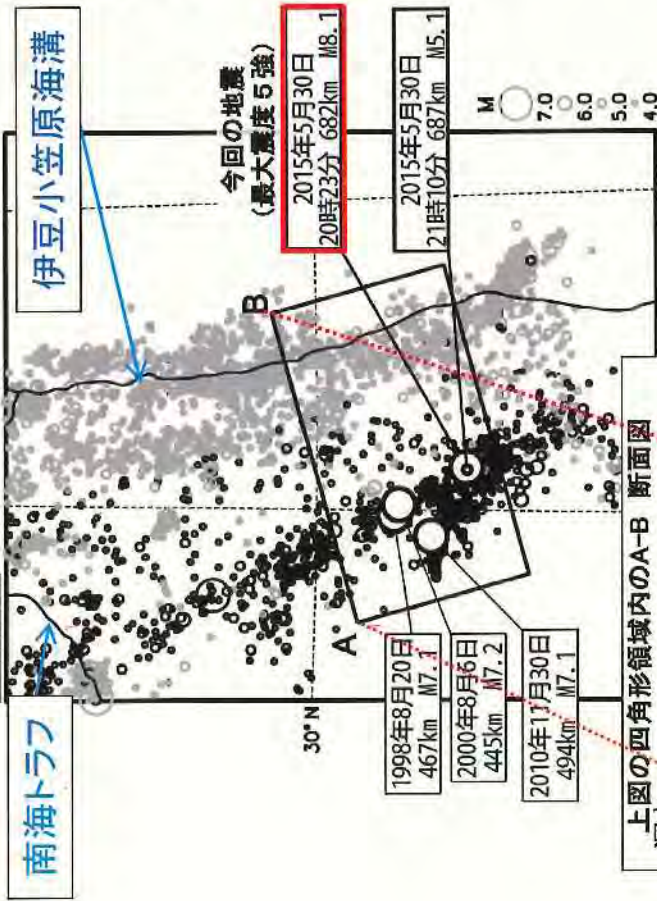 南海トラフ
伊豆小笠原海溝
今回の地震
(最大震度5強)
2015年5月30日
20時23分 682km M8.1
2015年5月30日
21時10分 687km M5.1
M
7.0
6.0
5.0
4.0
B
A
30°N
1998年8月20日
467km M7.1
2000年8月6日
445km M7.2
2010年11月30日
494km M7.1
上図の四角形領域内のA-B 断面図